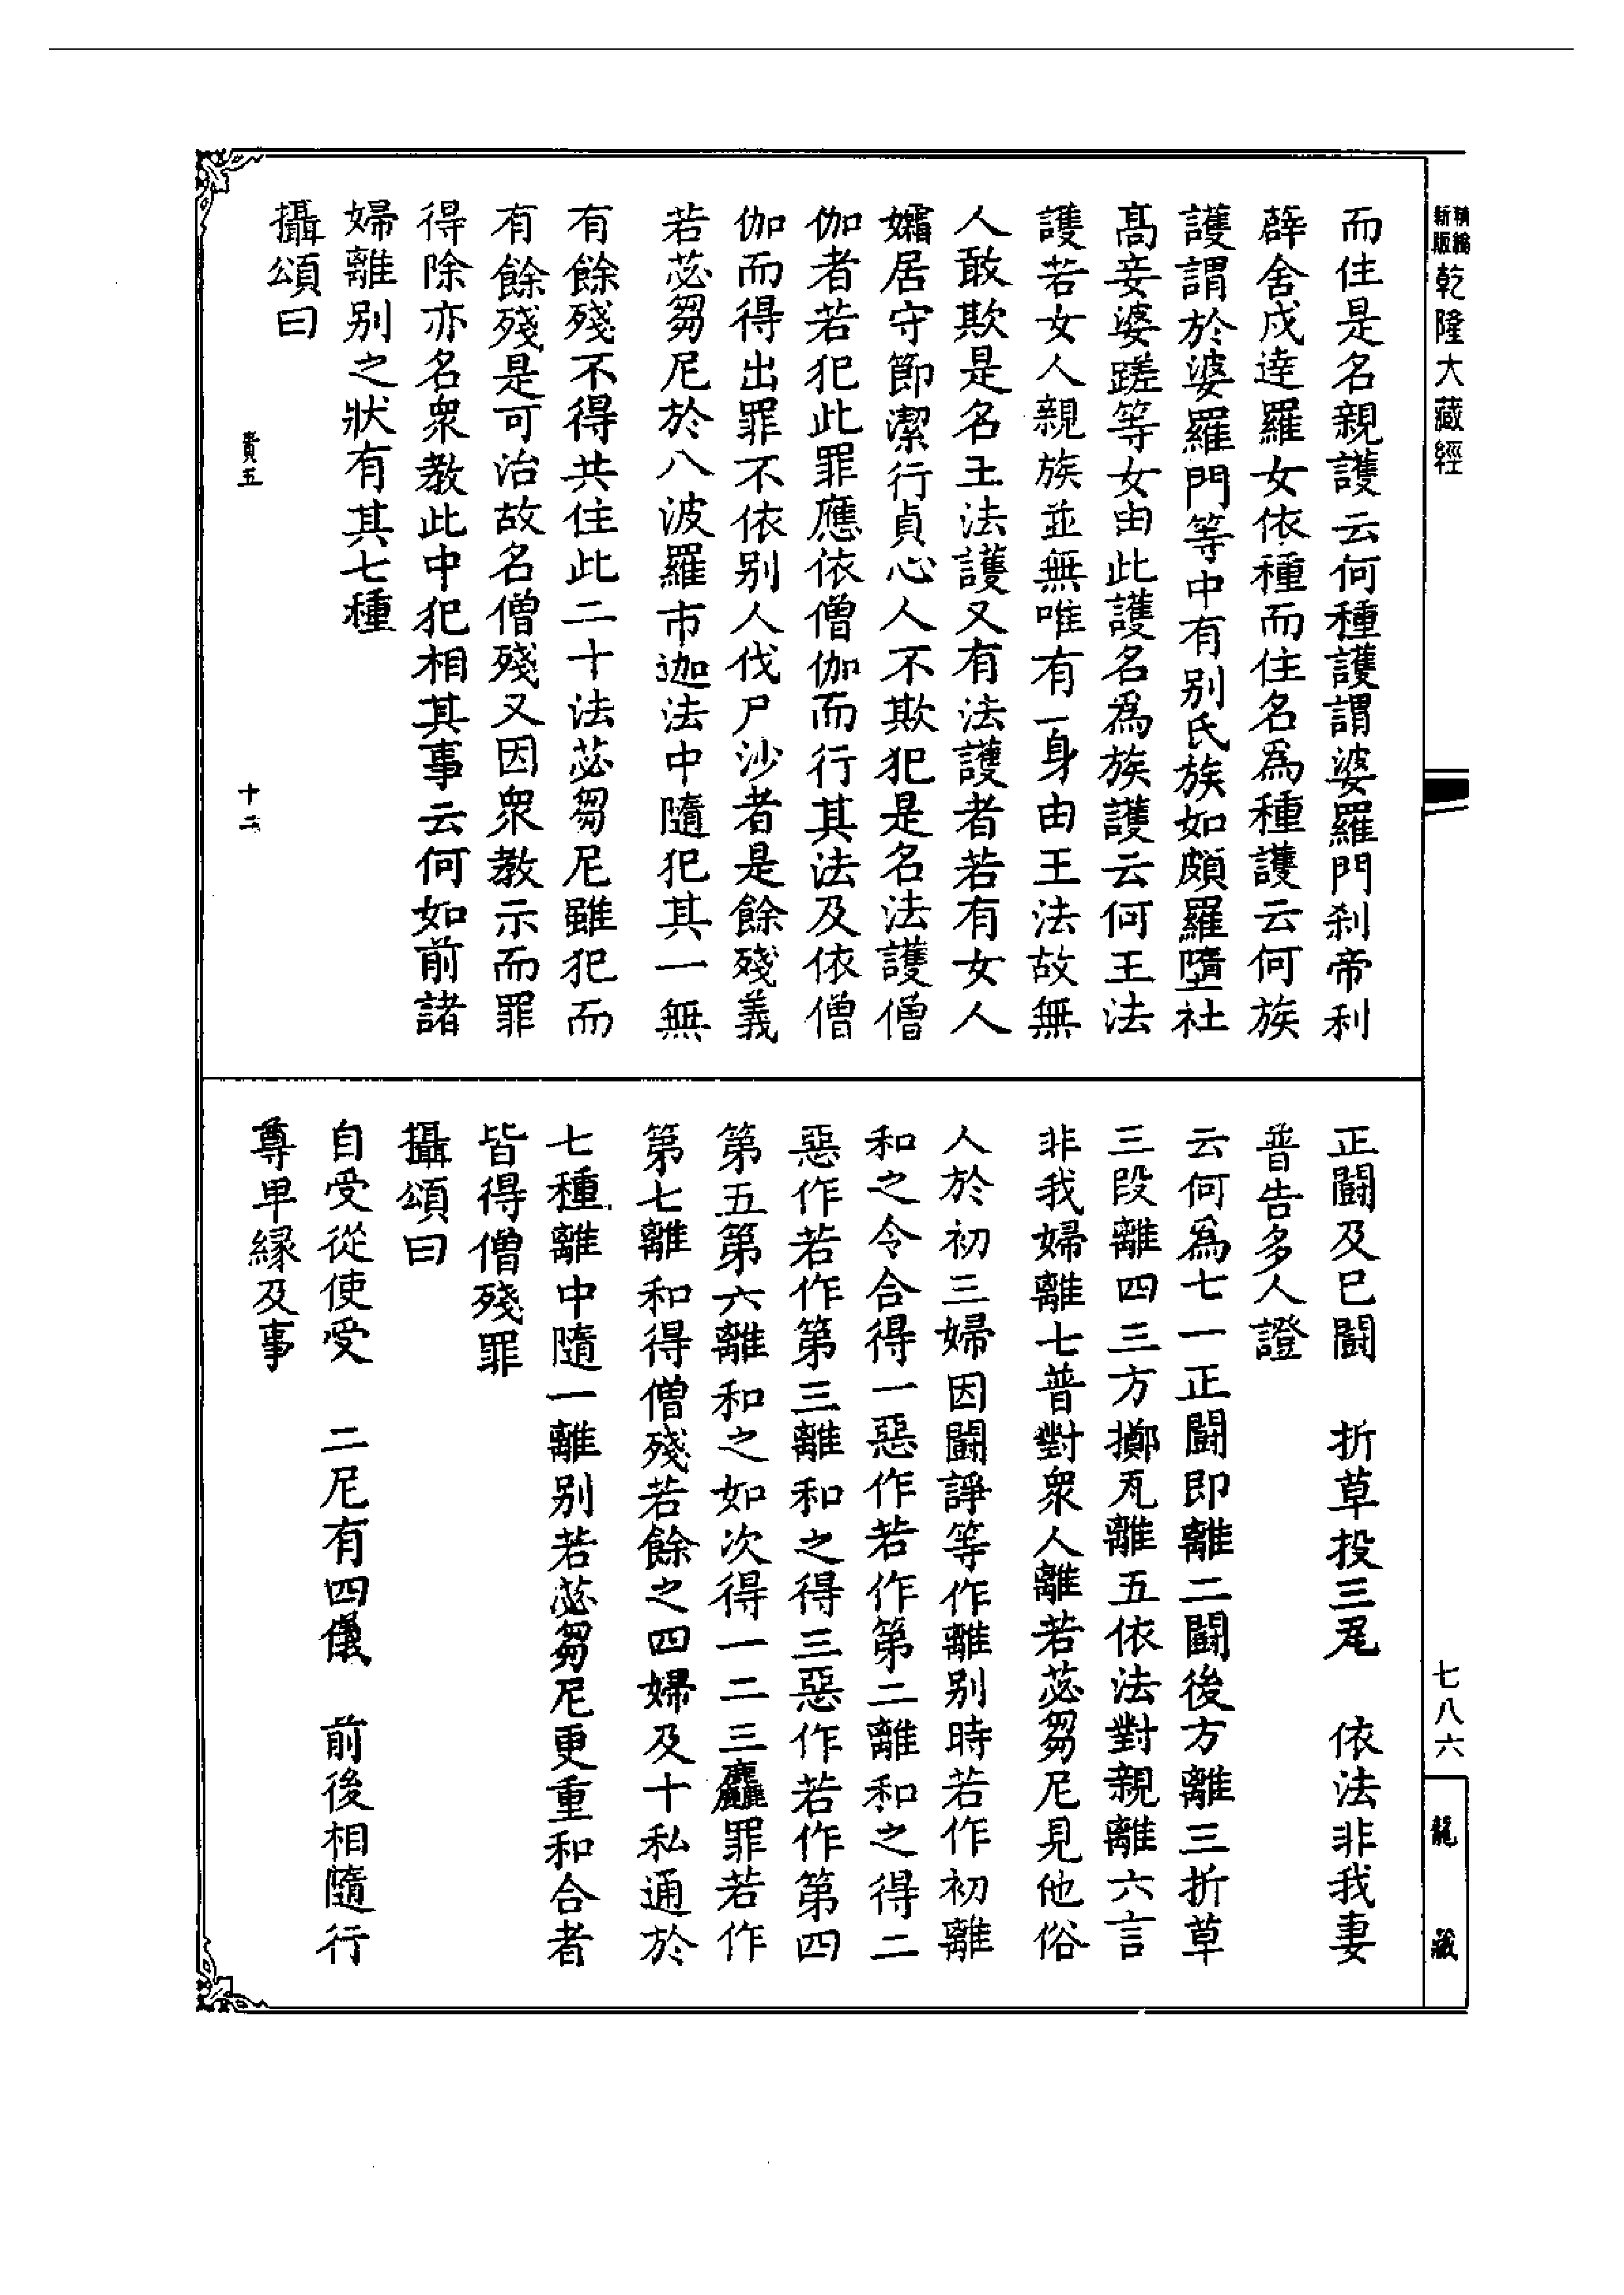 新版
精縮
乾隆大藏經
七八六
龍藏
而住是名親護云何種護謂婆羅門刹帝利
薜舍戍達羅女依種而住名為種護云何族
護謂於婆羅門等中有別氏族如頗羅墮社
高妾婆蹉等女由此護名為族護云何王法
護若女人親族並無唯有一身由王法故無
人敢欺是名王法護又有法護者若有女人
孀居守節潔行貞心人不欺犯是名法護僧
伽者若犯此罪應依僧伽而行其法及依僧
伽而得出罪不依別人伐尸沙者是餘殘義
若苾芻尼於八波羅市迦法中隨犯其一無
有餘殘不得共住此二十法苾芻尼雖犯而
有餘殘是可治故名僧殘又因衆教示而罪
得除亦名衆教此中犯相其事云何如前諸
婦離別之狀有其七種
攝頌曰
貴五
十二
正鬪及已鬪　折草投三瓦　依法非我妻
普告多人證
云何為七一正鬪即離二鬪後方離三折草
三段離四三方擲瓦離五依法對親離六言
非我婦離七普對衆人離若苾芻尼見他俗
人於初三婦因鬪諍等作離別時若作初離
和之令合得一惡作若作第二離和之得二
惡作若作第三離和之得三惡作若作第四
第五第六離和之如次得一二三麤罪若作
第七離和得僧殘若餘之四婦及十私通於
七種離中隨一離別若苾芻尼更重和合者
皆得僧殘罪
攝頌曰
自受從使受　二尼有四儀　前後相隨行
尊卑緣及事